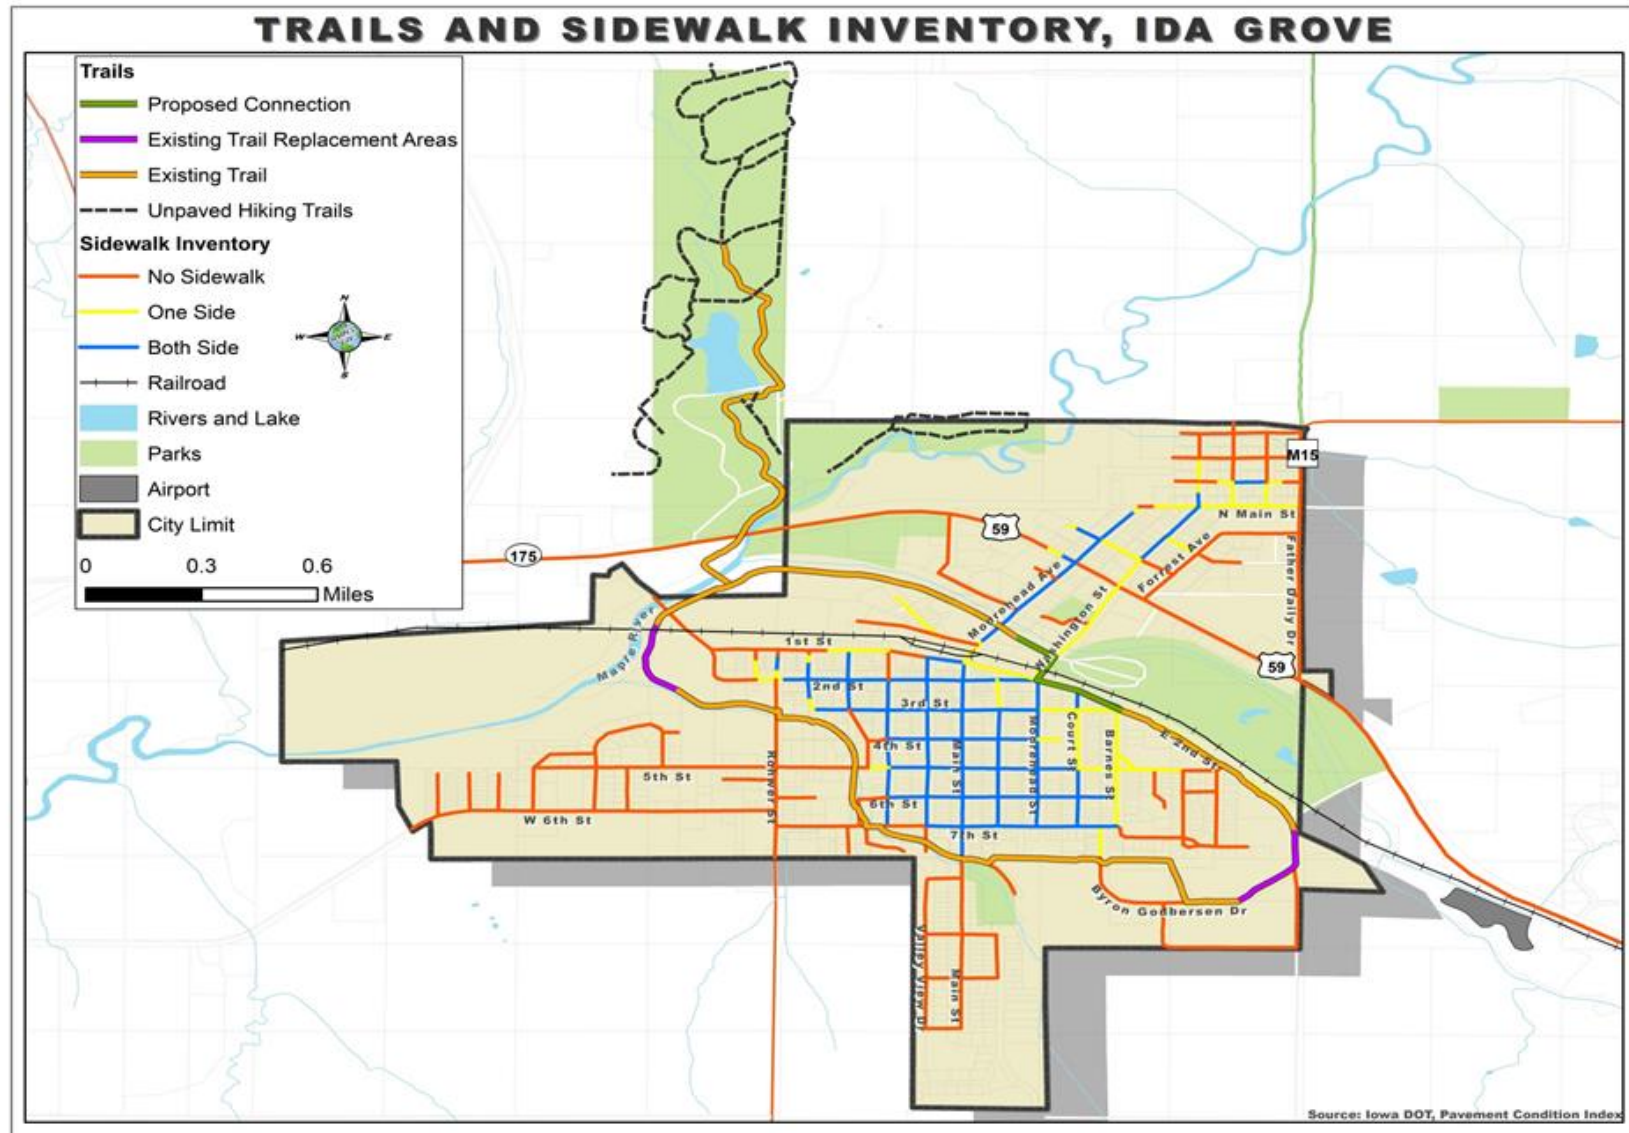 TRAILS AND SIDEWALK INVENTORY, IDA GROVE
Trails
Proposed Connection
Existing Trail Replacement Areas
Existing Trail
Unpaved Hiking Trails
Sidewalk Inventory
No Sidewalk
One Side
Both Side
Railroad
Rivers and Lake
Parks
Airport
City Limit
N
W
E
S
0 0.3 0.6
Miles
175
59
M15
N Main St
Forrest Ave
Father Daily Dr
Moorehead Ave
Washington St
59
Maple River
1st St
2nd St
3rd St
4th St
5th St
6th St
W 6th St
7th St
Rohwer St
Main St
Moorehead St
Court St
Barnes St
E 2nd St
Byron Godbersen Dr
Valley View Dr
Main St
Source: Iowa DOT, Pavement Condition Index